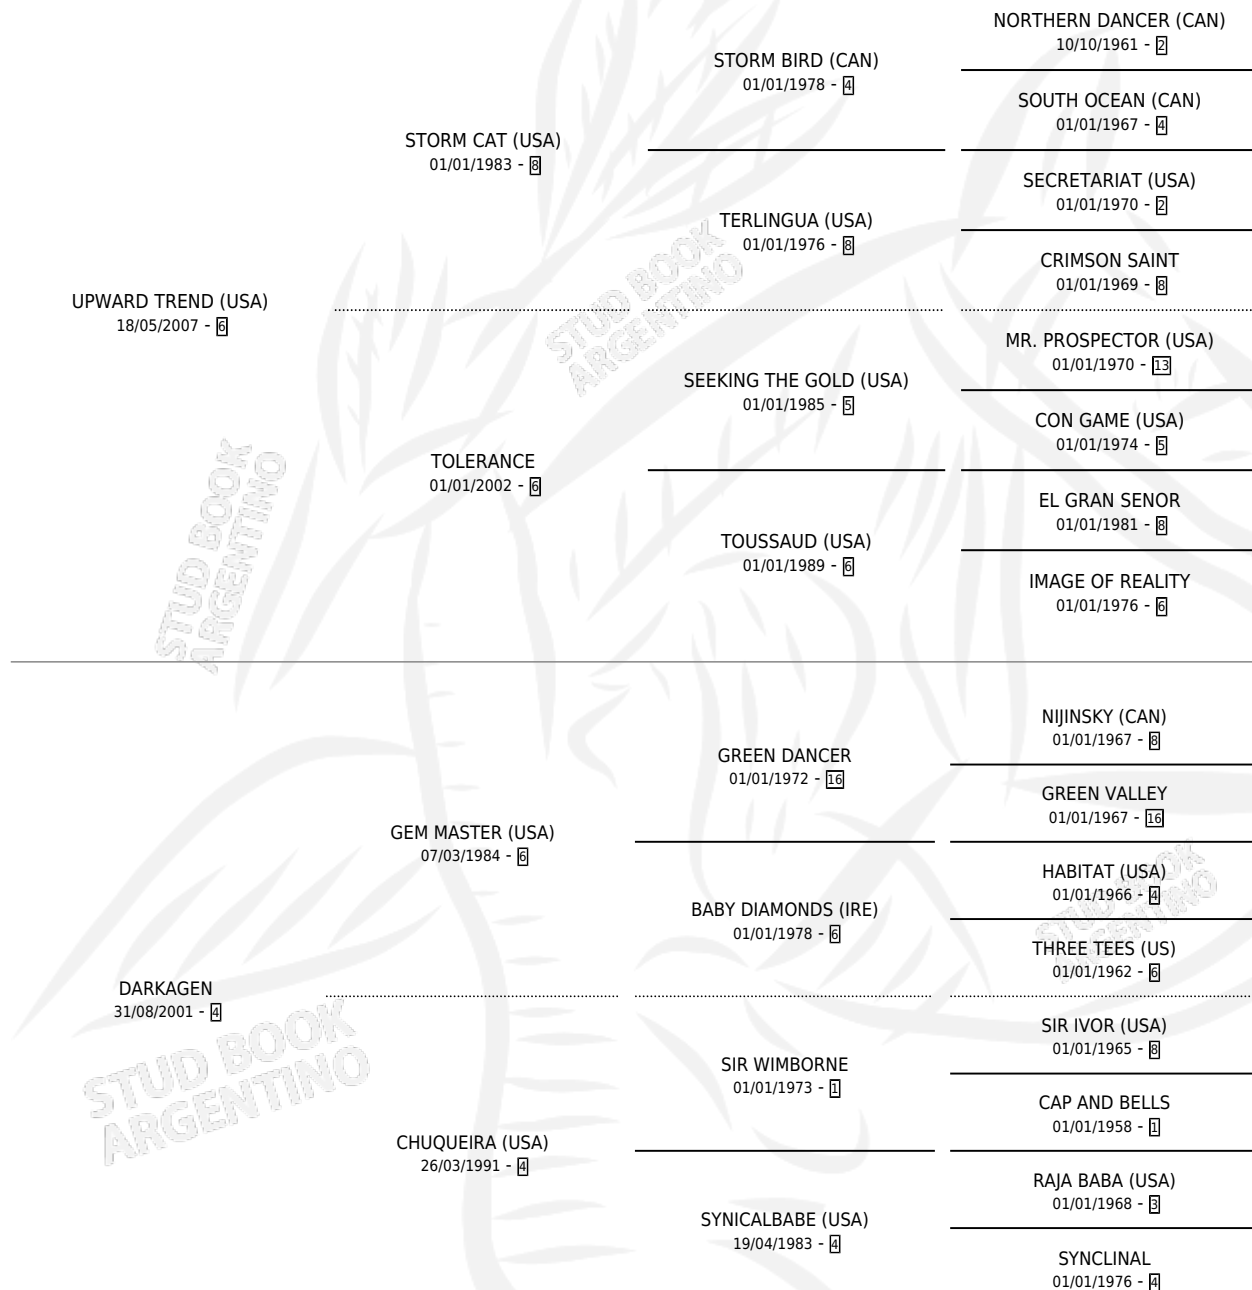 NORTHERN DANCER (CAN)
10/10/1961 - 2
STORM BIRD (CAN)
01/01/1978 - 4
SOUTH OCEAN (CAN)
01/01/1967 - 4
STORM CAT (USA)
01/01/1983 - 8
SECRETARIAT (USA)
01/01/1970 - 2
TERLINGUA (USA)
01/01/1976 - 8
CRIMSON SAINT
01/01/1969 - 8
UPWARD TREND (USA)
18/05/2007 - 6
MR. PROSPECTOR (USA)
01/01/1970 - 13
SEEKING THE GOLD (USA)
01/01/1985 - 5
CON GAME (USA)
01/01/1974 - 5
TOLERANCE
01/01/2002 - 6
EL GRAN SENOR
01/01/1981 - 8
TOUSSAUD (USA)
01/01/1989 - 6
IMAGE OF REALITY
01/01/1976 - 6
NIJINSKY (CAN)
01/01/1967 - 8
GREEN DANCER
01/01/1972 - 16
GREEN VALLEY
01/01/1967 - 16
GEM MASTER (USA)
07/03/1984 - 6
HABITAT (USA)
01/01/1966 - 4
BABY DIAMONDS (IRE)
01/01/1978 - 6
THREE TEES (US)
01/01/1962 - 6
DARKAGEN
31/08/2001 - 4
SIR IVOR (USA)
01/01/1965 - 8
SIR WIMBORNE
01/01/1973 - 1
CAP AND BELLS
01/01/1958 - 1
CHUQUEIRA (USA)
26/03/1991 - 4
RAJA BABA (USA)
01/01/1968 - 3
SYNICALBABE (USA)
19/04/1983 - 4
SYNCLINAL
01/01/1976 - 4
STUD BOOK
ARGENTINO
STUD BOOK
ARGENTINO
STUD BOOK
ARGENTINO
STUD BOOK
ARGENTINO